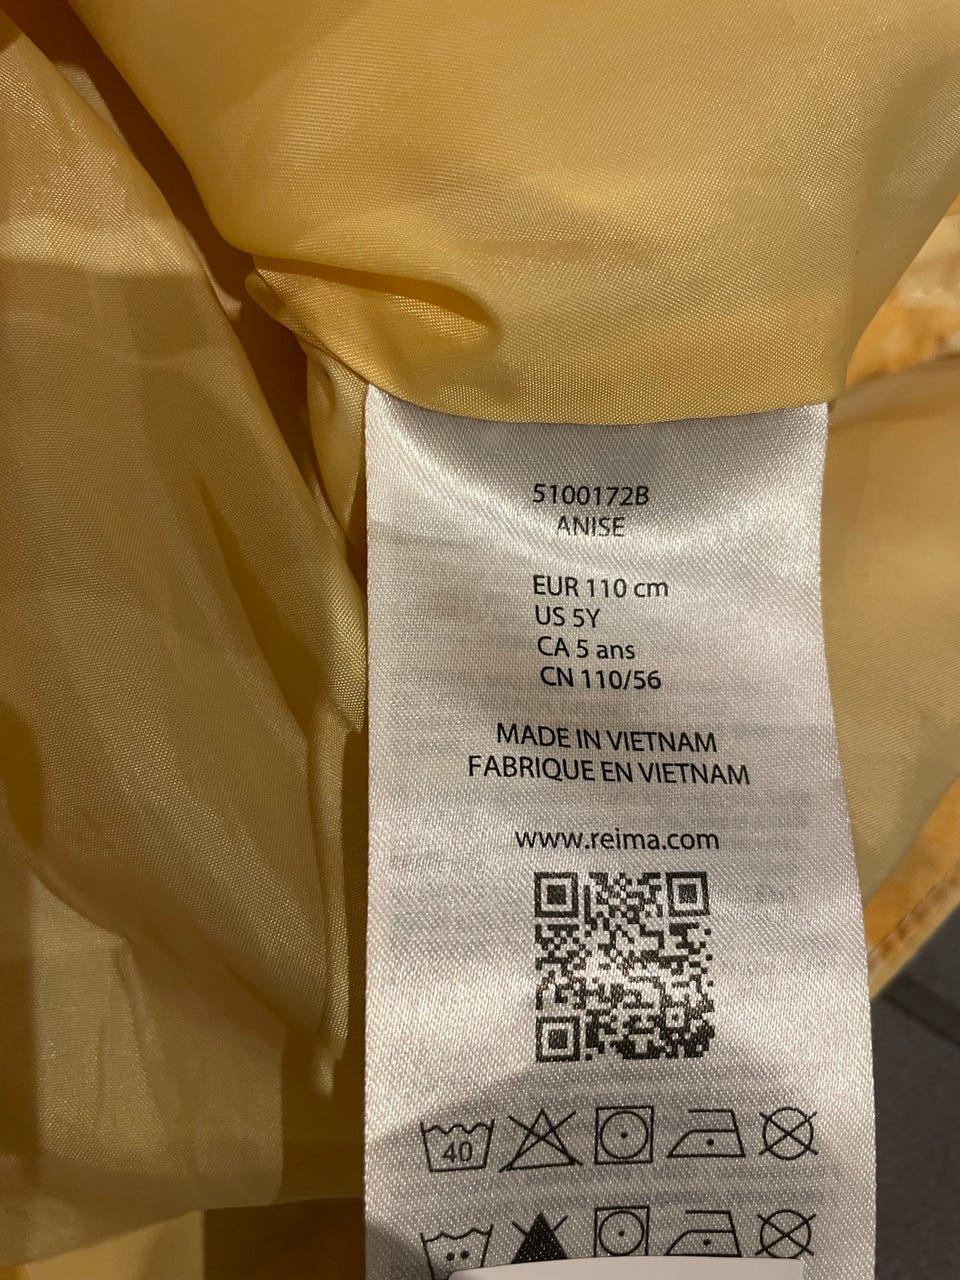 5100172B
ANISE
EUR 110 cm
US 5Y
CA 5 ans
CN 110/56
MADE IN VIETNAM
FABRIQUE EN VIETNAM
www.reima.com
40